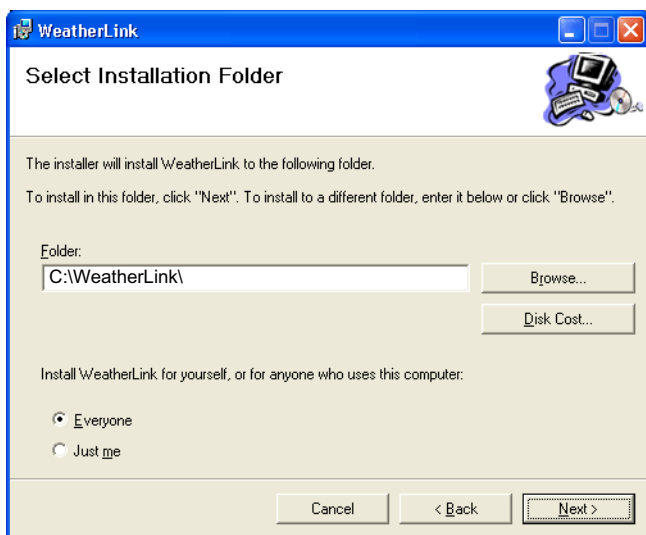 WeatherLink
Select Installation Folder
The installer will install WeatherLink to the following folder.
To install in this folder, click "Next". To install to a different folder, enter it below or click "Browse".
Folder:
C:\WeatherLink\
Browse...
Disk Cost...
Install WeatherLink for yourself, or for anyone who uses this computer:
Everyone
Just me
Cancel
< Back
Next >